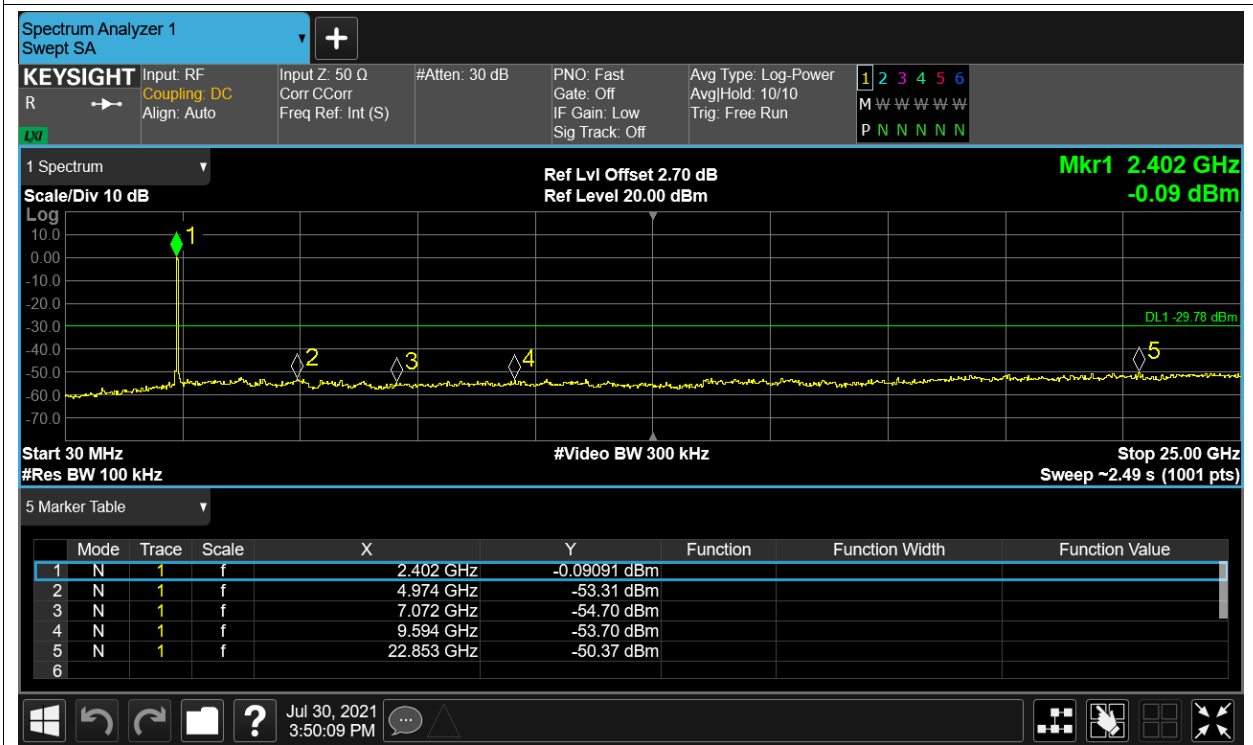 Spectrum Analyzer 1
Swept SA
KEYSIGHT
R
LXI
Input: RF
Coupling: DC
Align: Auto
Input Z: 50 Ω
Corr CCorr
Freq Ref: Int (S)
#Atten: 30 dB
PNO: Fast
Gate: Off
IF Gain: Low
Sig Track: Off
Avg Type: Log-Power
Avg|Hold: 10/10
Trig: Free Run
1 2 3 4 5 6
M W W W W W
P N N N N N
1 Spectrum
Scale/Div 10 dB
Ref Lvl Offset 2.70 dB
Ref Level 20.00 dBm
Mkr1 2.402 GHz
-0.09 dBm
Log
10.0
0.00
-10.0
-20.0
-30.0
-40.0
-50.0
-60.0
-70.0
1
2
3
4
5
DL1 -29.78 dBm
Start 30 MHz
#Res BW 100 kHz
#Video BW 300 kHz
Stop 25.00 GHz
Sweep ~2.49 s (1001 pts)
5 Marker Table
Mode Trace Scale X Y Function Function Width Function Value
1 N 1 f 2.402 GHz -0.09091 dBm
2 N 1 f 4.974 GHz -53.31 dBm
3 N 1 f 7.072 GHz -54.70 dBm
4 N 1 f 9.594 GHz -53.70 dBm
5 N 1 f 22.853 GHz -50.37 dBm
6
?
Jul 30, 2021
3:50:09 PM